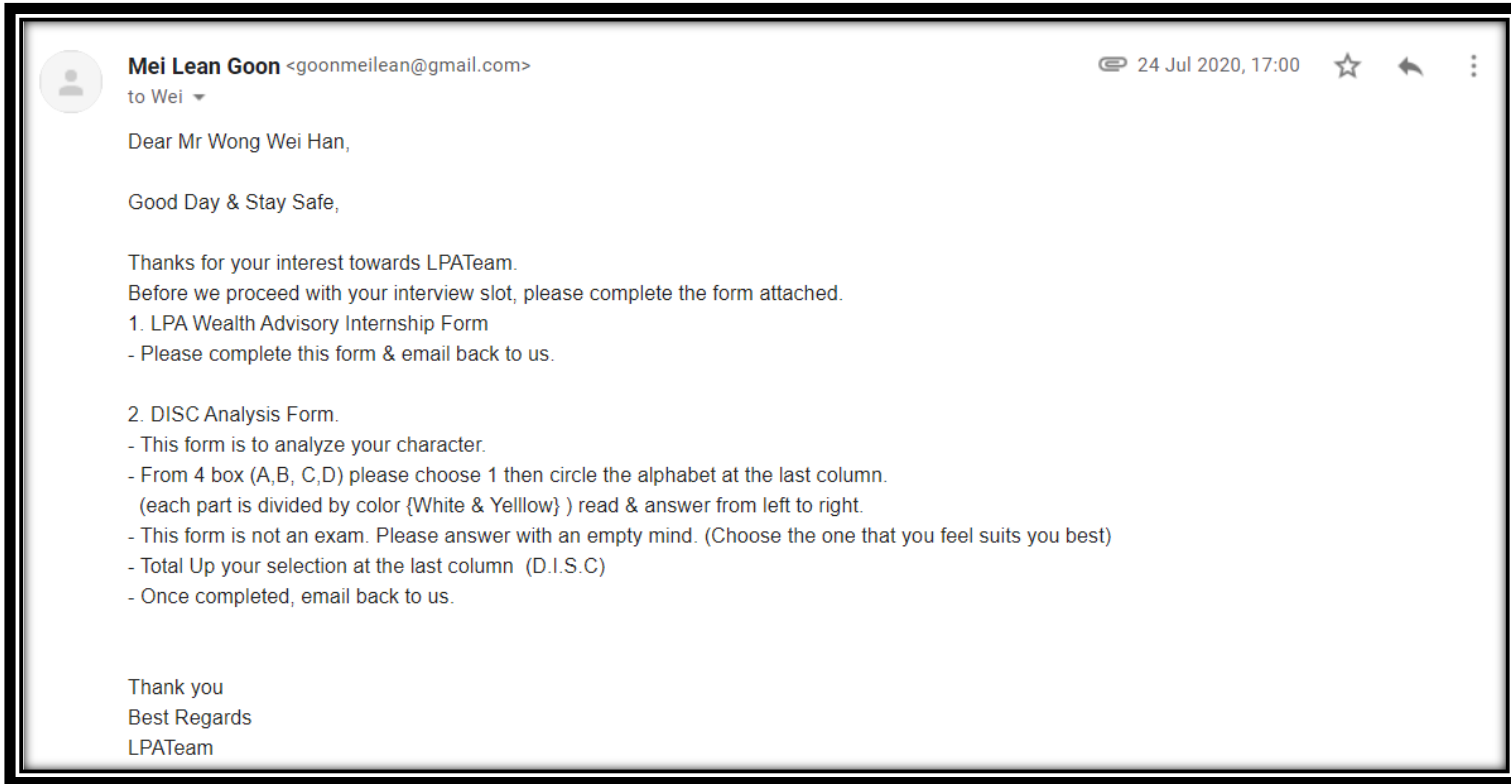 Mei Lean Goon <goonmeilean@gmail.com>
24 Jul 2020, 17:00
to Wei
Dear Mr Wong Wei Han,
Good Day & Stay Safe,
Thanks for your interest towards LPATeam.
Before we proceed with your interview slot, please complete the form attached.
1. LPA Wealth Advisory Internship Form
- Please complete this form & email back to us.
2. DISC Analysis Form.
- This form is to analyze your character.
- From 4 box (A,B, C,D) please choose 1 then circle the alphabet at the last column.
(each part is divided by color {White & Yelllow} ) read & answer from left to right.
- This form is not an exam. Please answer with an empty mind. (Choose the one that you feel suits you best)
- Total Up your selection at the last column  (D.I.S.C)
- Once completed, email back to us.
Thank you
Best Regards
LPATeam